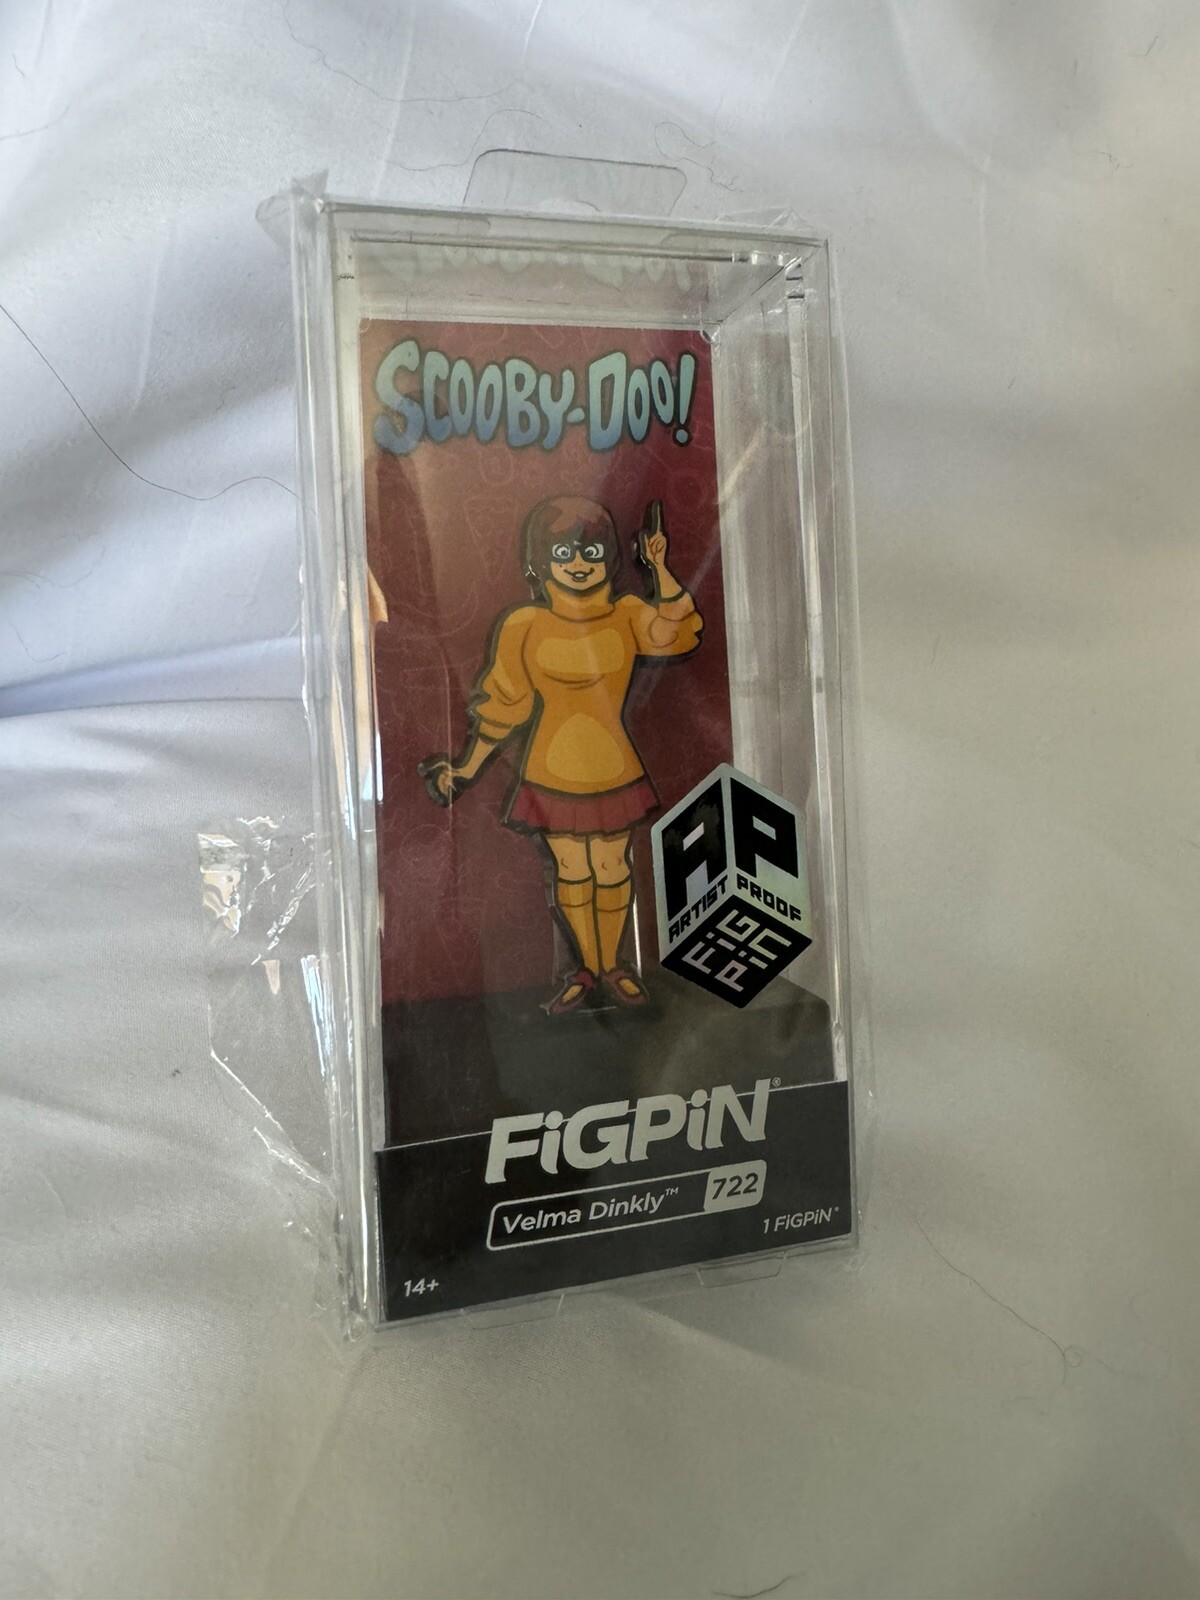 SCOOBY-DOO!
AP
ARTIST PROOF
FiG
PiN
FiGPiN®
Velma Dinkly™ 722
1 FiGPiN®
14+